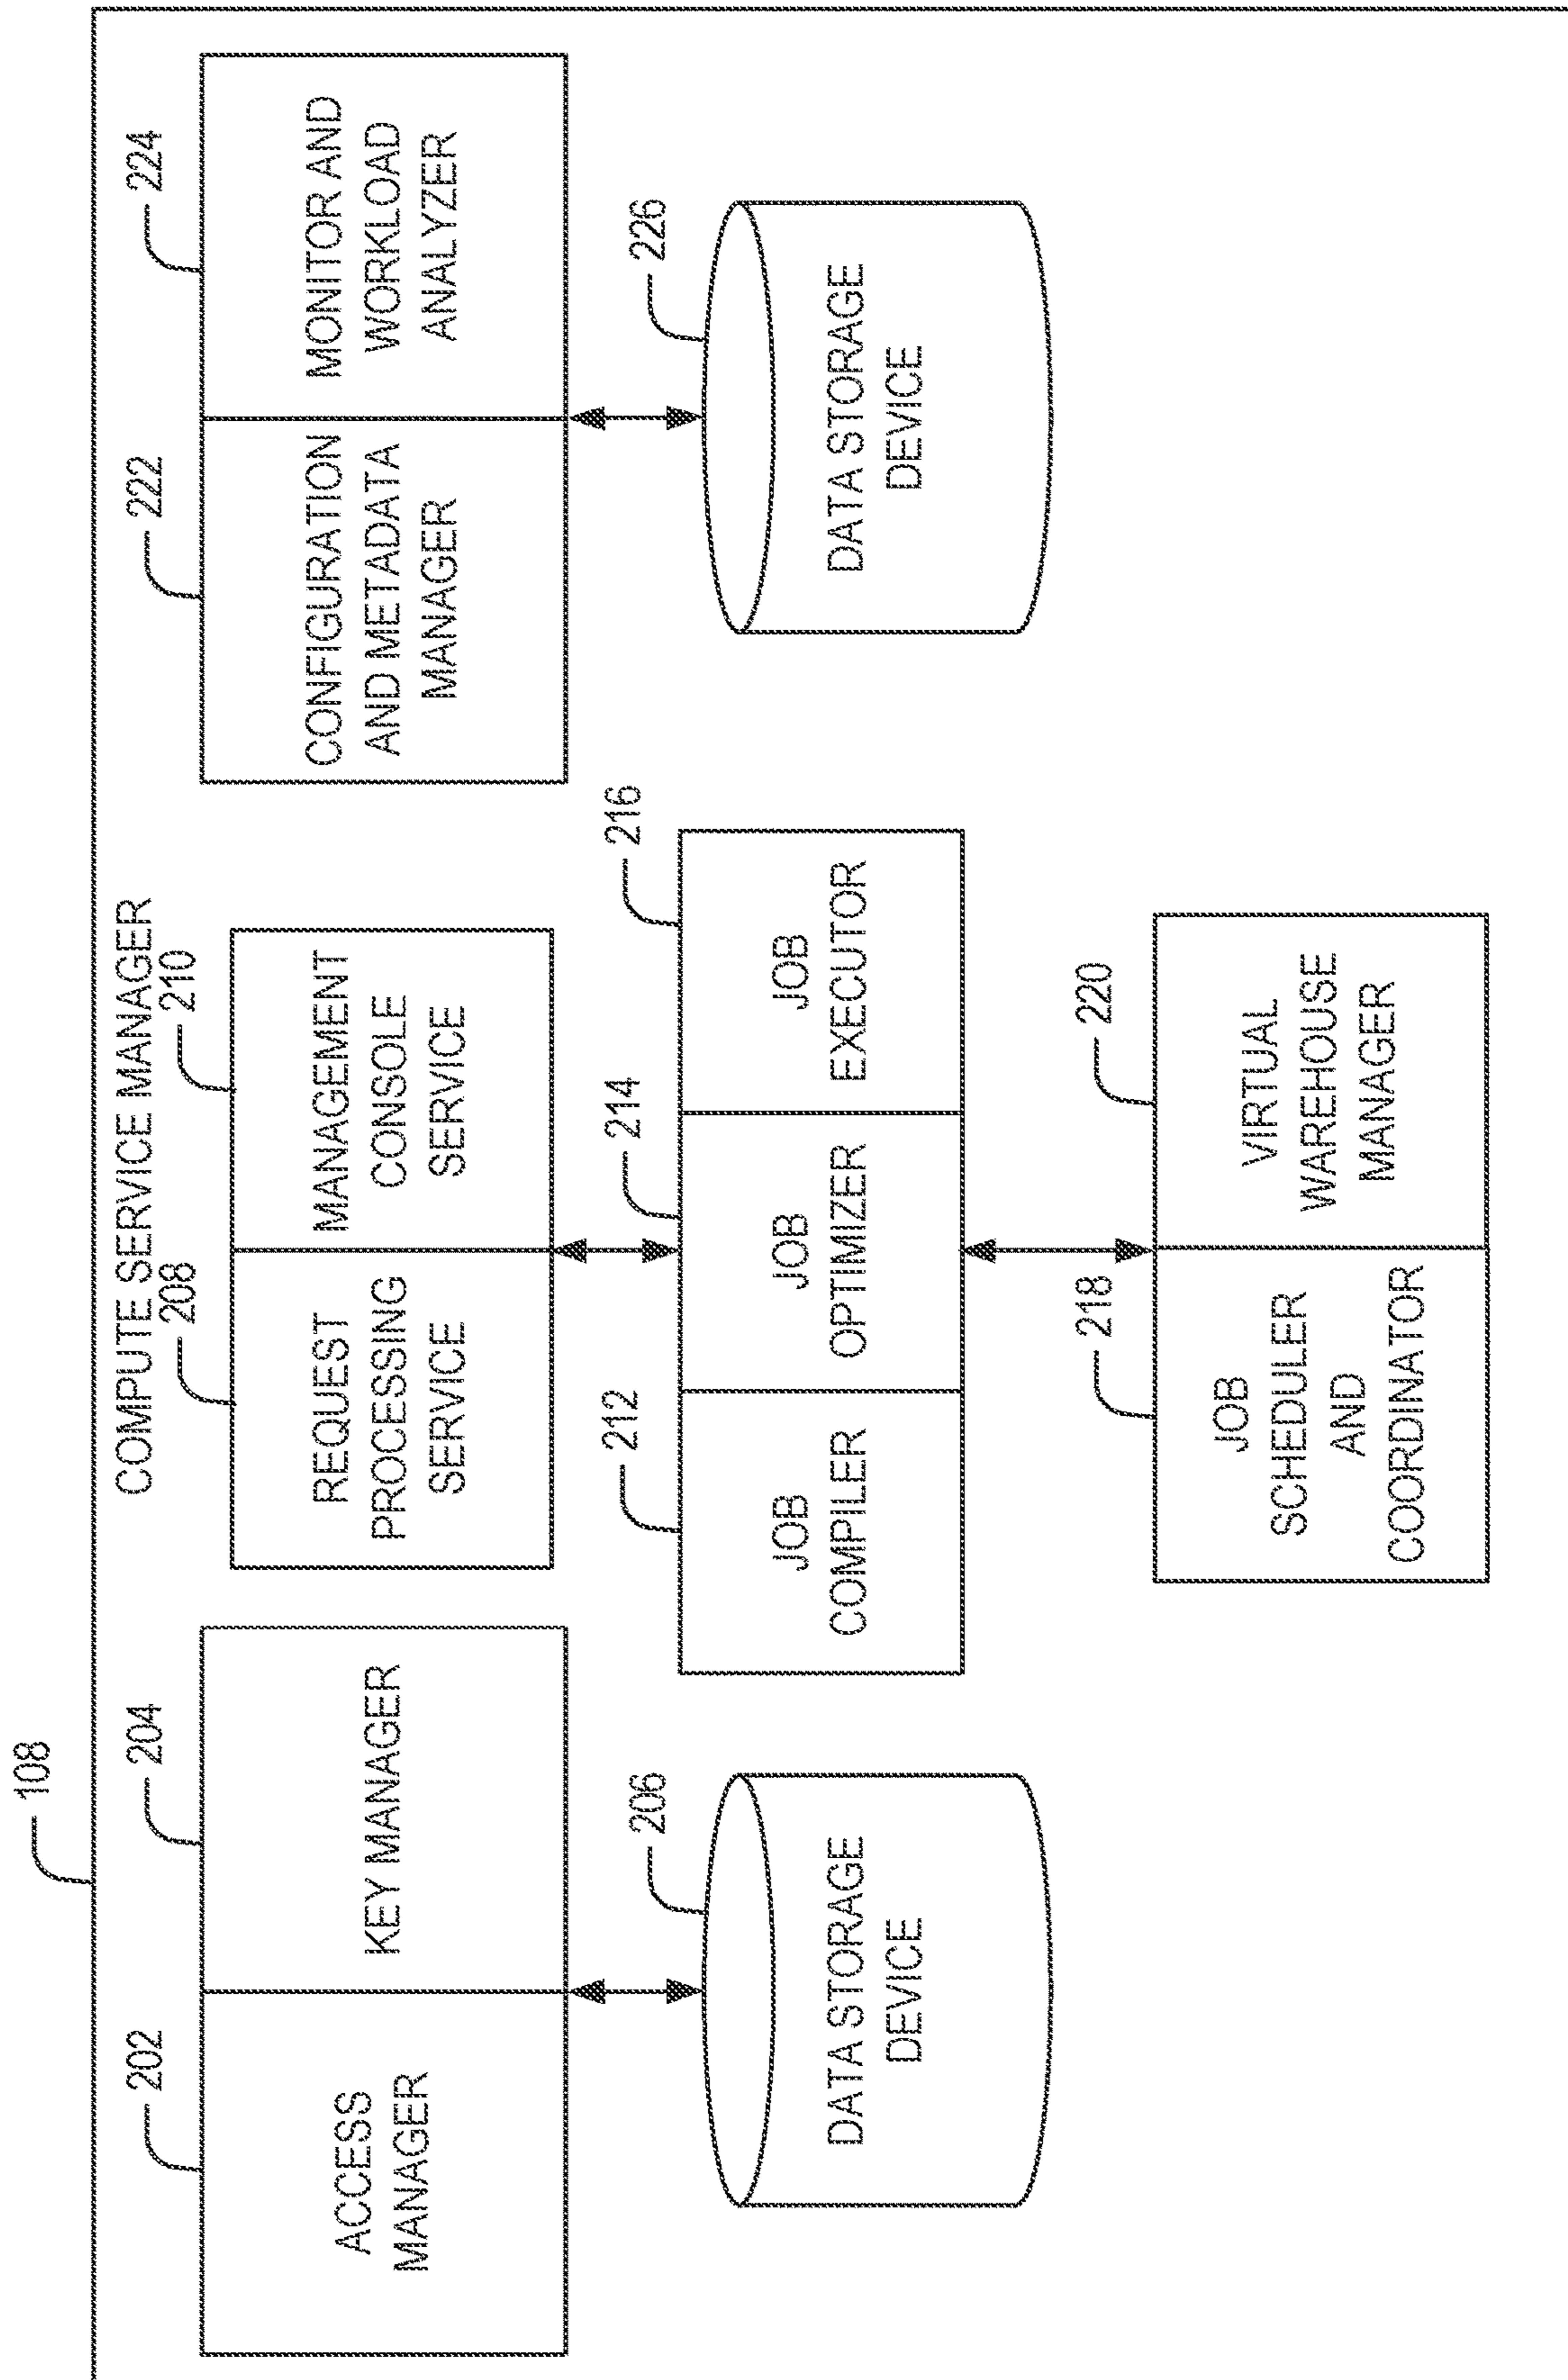 108
COMPUTE SERVICE MANAGER
202
204
ACCESS
MANAGER
KEY MANAGER
206
DATA STORAGE
DEVICE
208
210
REQUEST
PROCESSING
SERVICE
MANAGEMENT
CONSOLE
SERVICE
212
214
216
JOB
COMPILER
JOB
OPTIMIZER
JOB
EXECUTOR
218
220
JOB
SCHEDULER
AND
COORDINATOR
VIRTUAL
WAREHOUSE
MANAGER
222
224
CONFIGURATION
AND METADATA
MANAGER
MONITOR AND
WORKLOAD
ANALYZER
226
DATA STORAGE
DEVICE